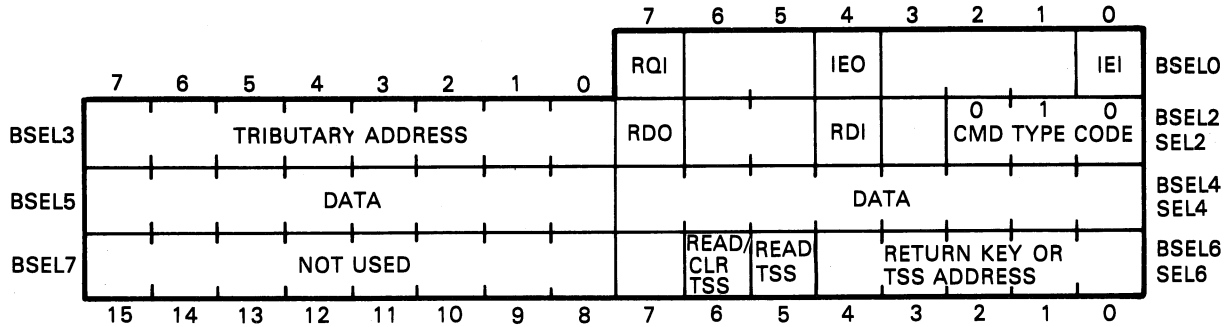 7 6 5 4 3 2 1 0
RQI IEO IEI BSEL0
7 6 5 4 3 2 1 0
BSEL3 TRIBUTARY ADDRESS RDO RDI 0 1 0 CMD TYPE CODE BSEL2 SEL2
BSEL5 DATA DATA BSEL4 SEL4
BSEL7 NOT USED READ/ CLR TSS READ TSS RETURN KEY OR TSS ADDRESS BSEL6 SEL6
15 14 13 12 11 10 9 8 7 6 5 4 3 2 1 0